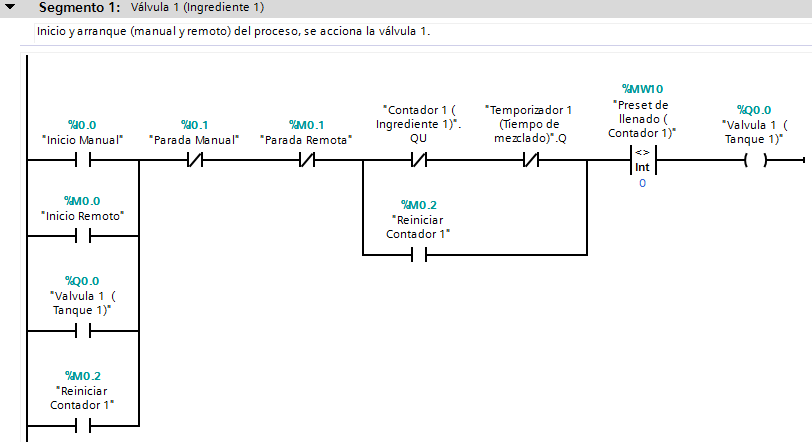 Segmento 1: Válvula 1 (Ingrediente 1)
Inicio y arranque (manual y remoto) del proceso, se acciona la válvula 1.
%I0.0
"Inicio Manual"
%I0.1
"Parada Manual"
%M0.1
"Parada Remota"
"Contador 1 (
Ingrediente 1)".
QU
"Temporizador 1
(Tiempo de
mezclado)".Q
%MW10
"Preset de
llenado (
Contador 1)"
<>
Int
0
%Q0.0
"Valvula 1 (
Tanque 1)"
%M0.0
"Inicio Remoto"
%M0.2
"Reiniciar
Contador 1"
%Q0.0
"Valvula 1 (
Tanque 1)"
%M0.2
"Reiniciar
Contador 1"